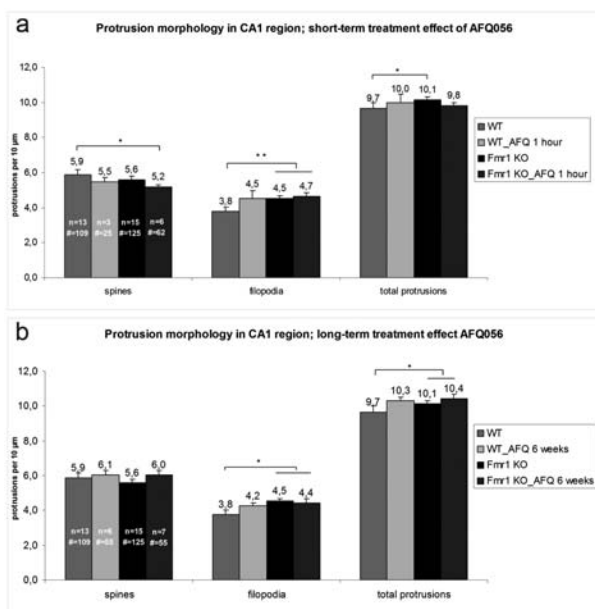 a
Protrusion morphology in CA1 region; short-term treatment effect of AFQ056
protrusions per 10 µm
12,0
10,0
8,0
6,0
4,0
2,0
0,0
5,9
5,5
5,6
5,2
*
n=13 n=3 n=15 n=6
#=109 #=25 #=125 #=62
3,8
4,5
4,5
4,7
* *
9,7
10,0
10,1
9,8
*
spines
filopodia
total protrusions
WT
WT_AFQ 1 hour
Fmr1 KO
Fmr1 KO_AFQ 1 hour
b
Protrusion morphology in CA1 region; long-term treatment effect AFQ056
protrusions per 10 µm
12,0
10,0
8,0
6,0
4,0
2,0
0,0
5,9
6,1
5,6
6,0
n=13 n=6 n=15 n=7
#=109 #=125 #=55
3,8
4,2
4,5
4,4
*
9,7
10,3
10,1
10,4
*
spines
filopodia
total protrusions
WT
WT_AFQ 6 weeks
Fmr1 KO
Fmr1 KO_AFQ 6 weeks